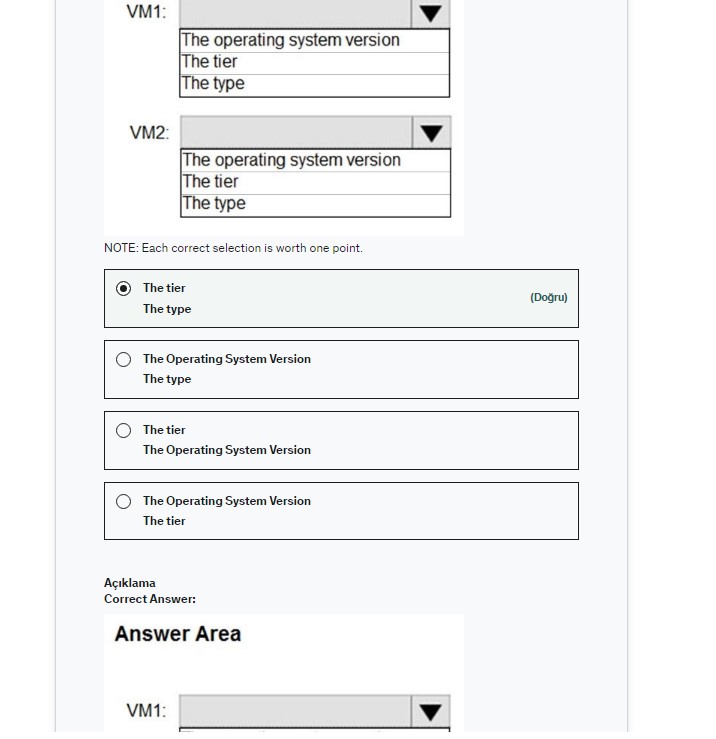 VM1:
The operating system version
The tier
The type
VM2:
The operating system version
The tier
The type
NOTE: Each correct selection is worth one point.
The tier
The type
(Doğru)
The Operating System Version
The type
The tier
The Operating System Version
The Operating System Version
The tier
Açıklama
Correct Answer:
Answer Area
VM1: